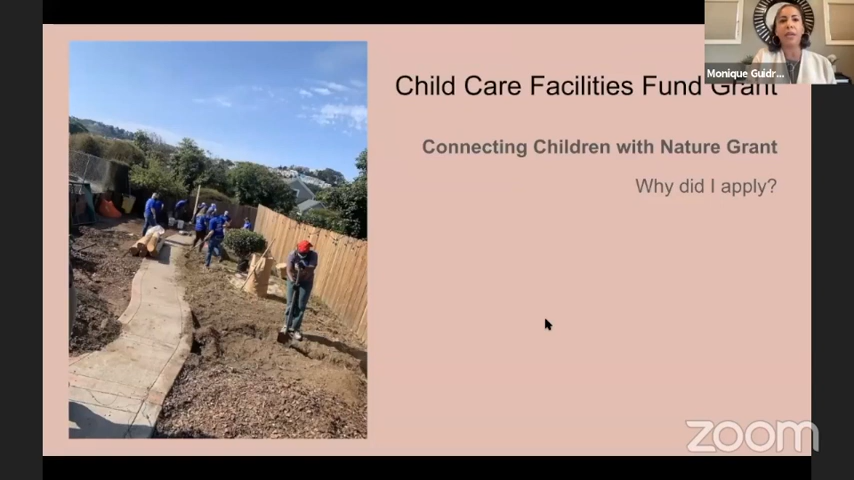 Monique Guidr...
Child Care Facilities Fund Grant
Connecting Children with Nature Grant
Why did I apply?
zoom